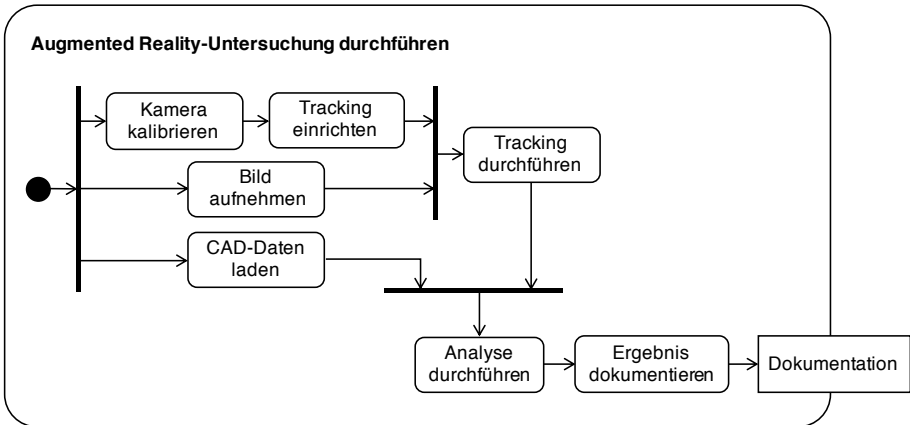 Augmented Reality-Untersuchung durchführen
Kamera
kalibrieren
Tracking
einrichten
Tracking
durchführen
Bild
aufnehmen
CAD-Daten
laden
Analyse
durchführen
Ergebnis
dokumentieren
Dokumentation